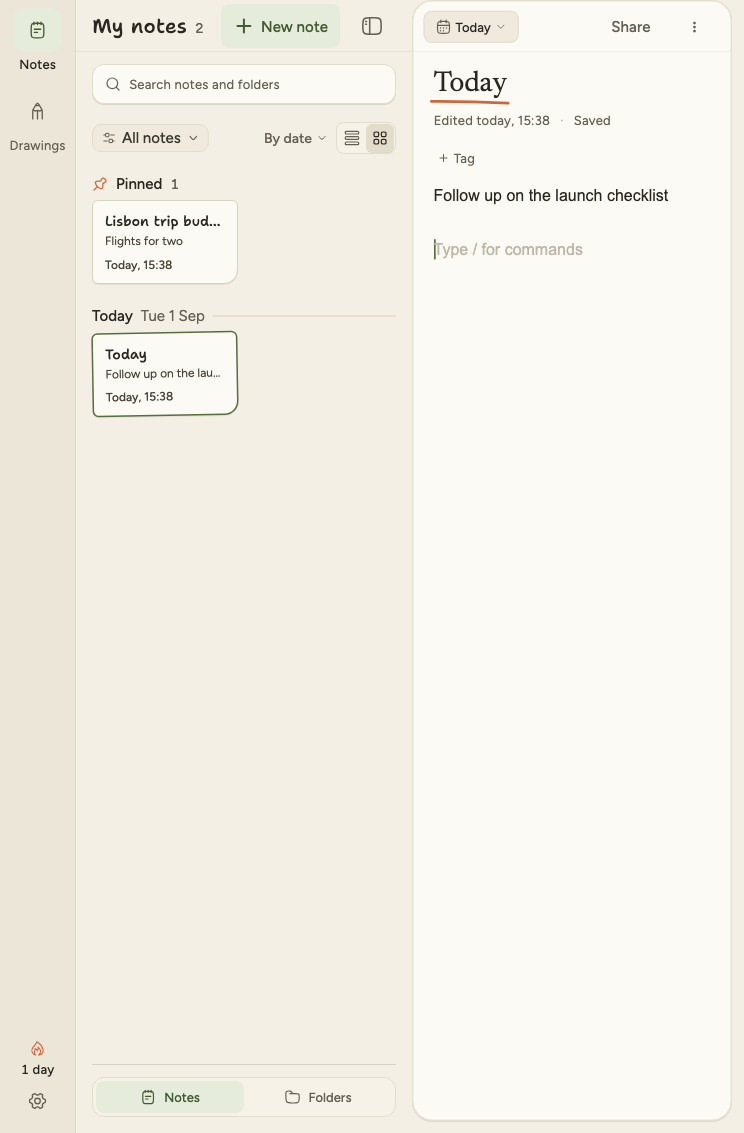 Notes
Drawings
1 day
My notes 2
New note
Search notes and folders
All notes
By date
Pinned 1
Lisbon trip bud...
Flights for two
Today, 15:38
Today Tue 1 Sep
Today
Follow up on the lau...
Today, 15:38
Notes
Folders
Today
Share
Today
Edited today, 15:38 · Saved
+ Tag
Follow up on the launch checklist
Type / for commands